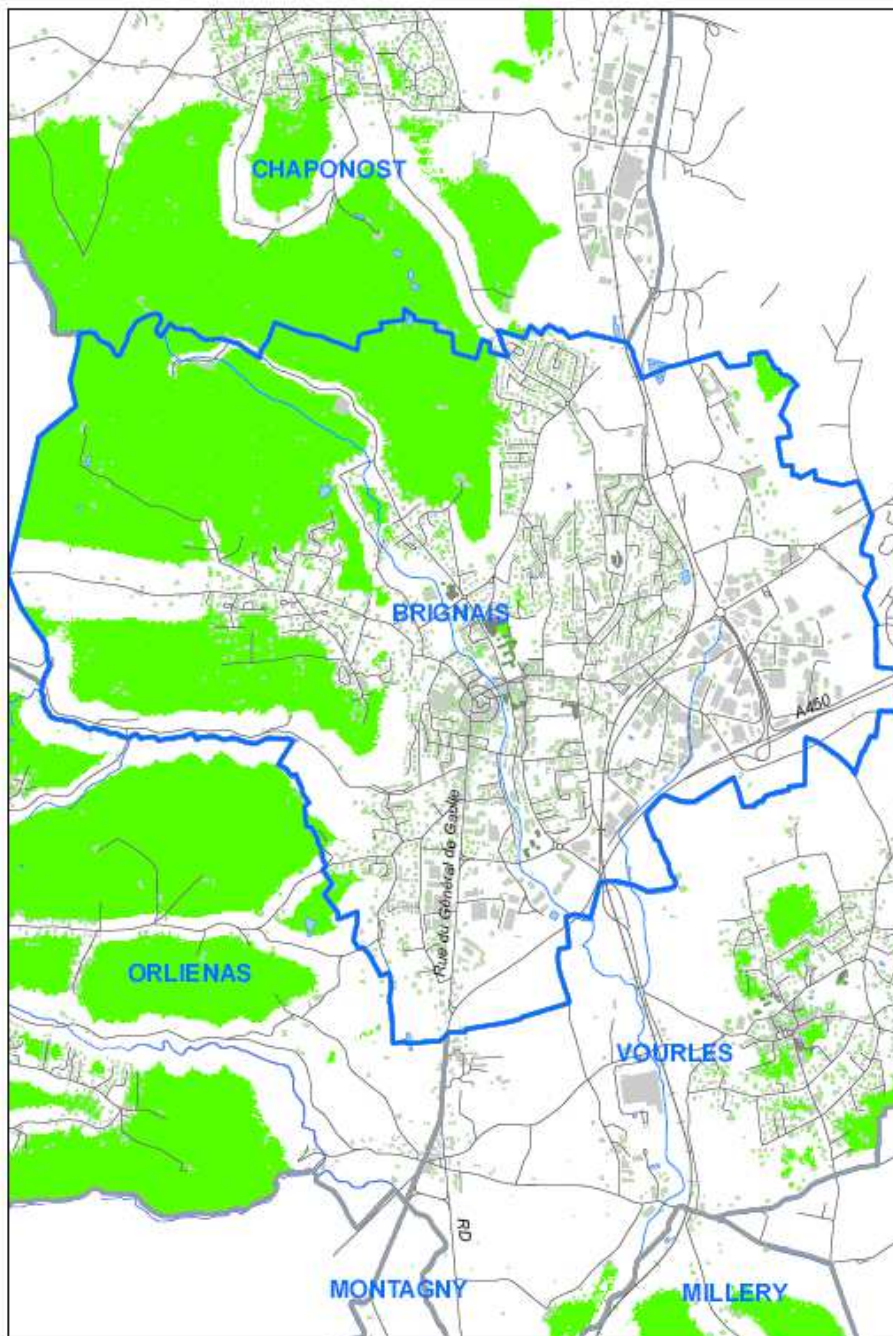 CHAPONOST
BRIGNAIS
A450
Rue du Général de Gaulle
ORLIENAS
VOURLES
RD
MONTAGNY
MILLERY